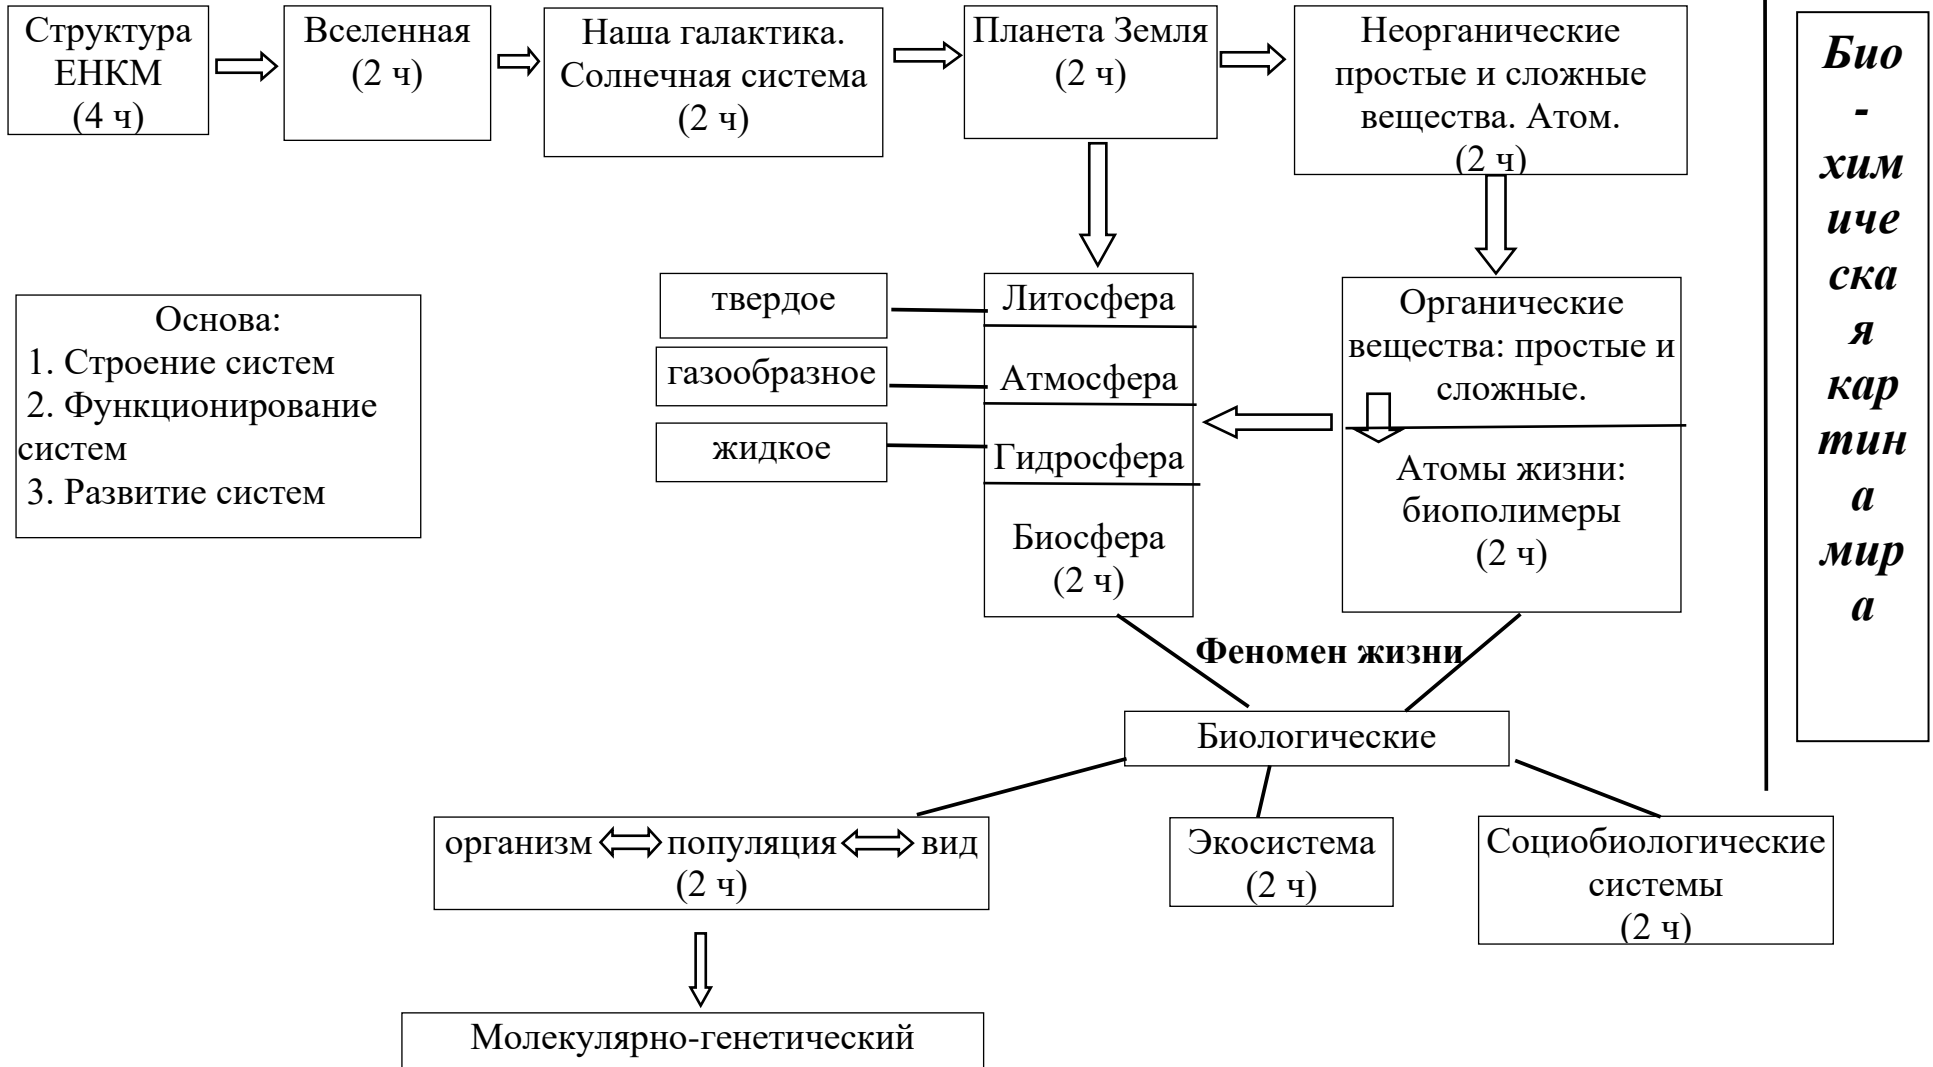 Структура
ЕНКМ
(4 ч)
Вселенная
(2 ч)
Наша галактика.
Солнечная система
(2 ч)
Планета Земля
(2 ч)
Неорганические
простые и сложные
вещества. Атом.
(2 ч)
Био
-
хим
иче
ска
я
кар
тин
а
мир
а
Основа:
1. Строение систем
2. Функционирование
систем
3. Развитие систем
твердое
газообразное
жидкое
Литосфера
Атмосфера
Гидросфера
Биосфера
(2 ч)
Органические
вещества: простые и
сложные.
Атомы жизни:
биополимеры
(2 ч)
Феномен жизни
Биологические
организм популяция вид
(2 ч)
Экосистема
(2 ч)
Социобиологические
системы
(2 ч)
Молекулярно-генетический